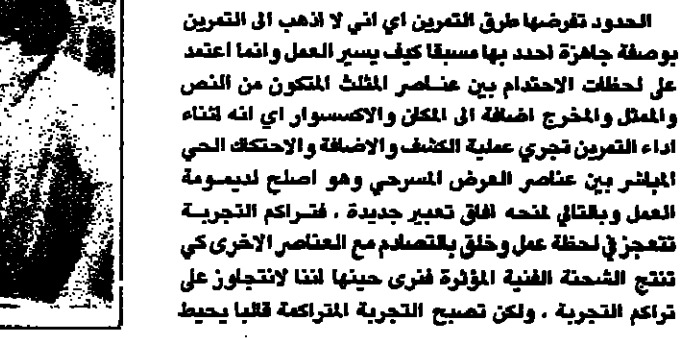 الحدود تفرضها طرق التمرين اي اني لا اذهب الى التمرين
بوصفة جاهزة احدد بها مسبقا كيف يسير العمل وانما اعتمد
على لحظات الاحتدام بين عناصر المثلث المتكون من النص
والممثل والمخرج اضافة الى المكان والاكسسوار اي انه اثناء
اداء التمرين تجري عملية الكشف والاضافة والاحتكاك الحي
المباشر بين عناصر العرض المسرحي وهو اصلح لديمومة
العمل وبالتالي لمنحه افاق تعبير جديدة ، فتراكم التجربة
تتعجز في لحظة عمل وخلق بالتصادم مع العناصر الاخرى كي
تنتج الشحنة الفنية المؤثرة فنرى حينها اننا لانتجاوز على
تراكم التجربة ، ولكن تصبح التجربة المتراكمة قالبا يحيط